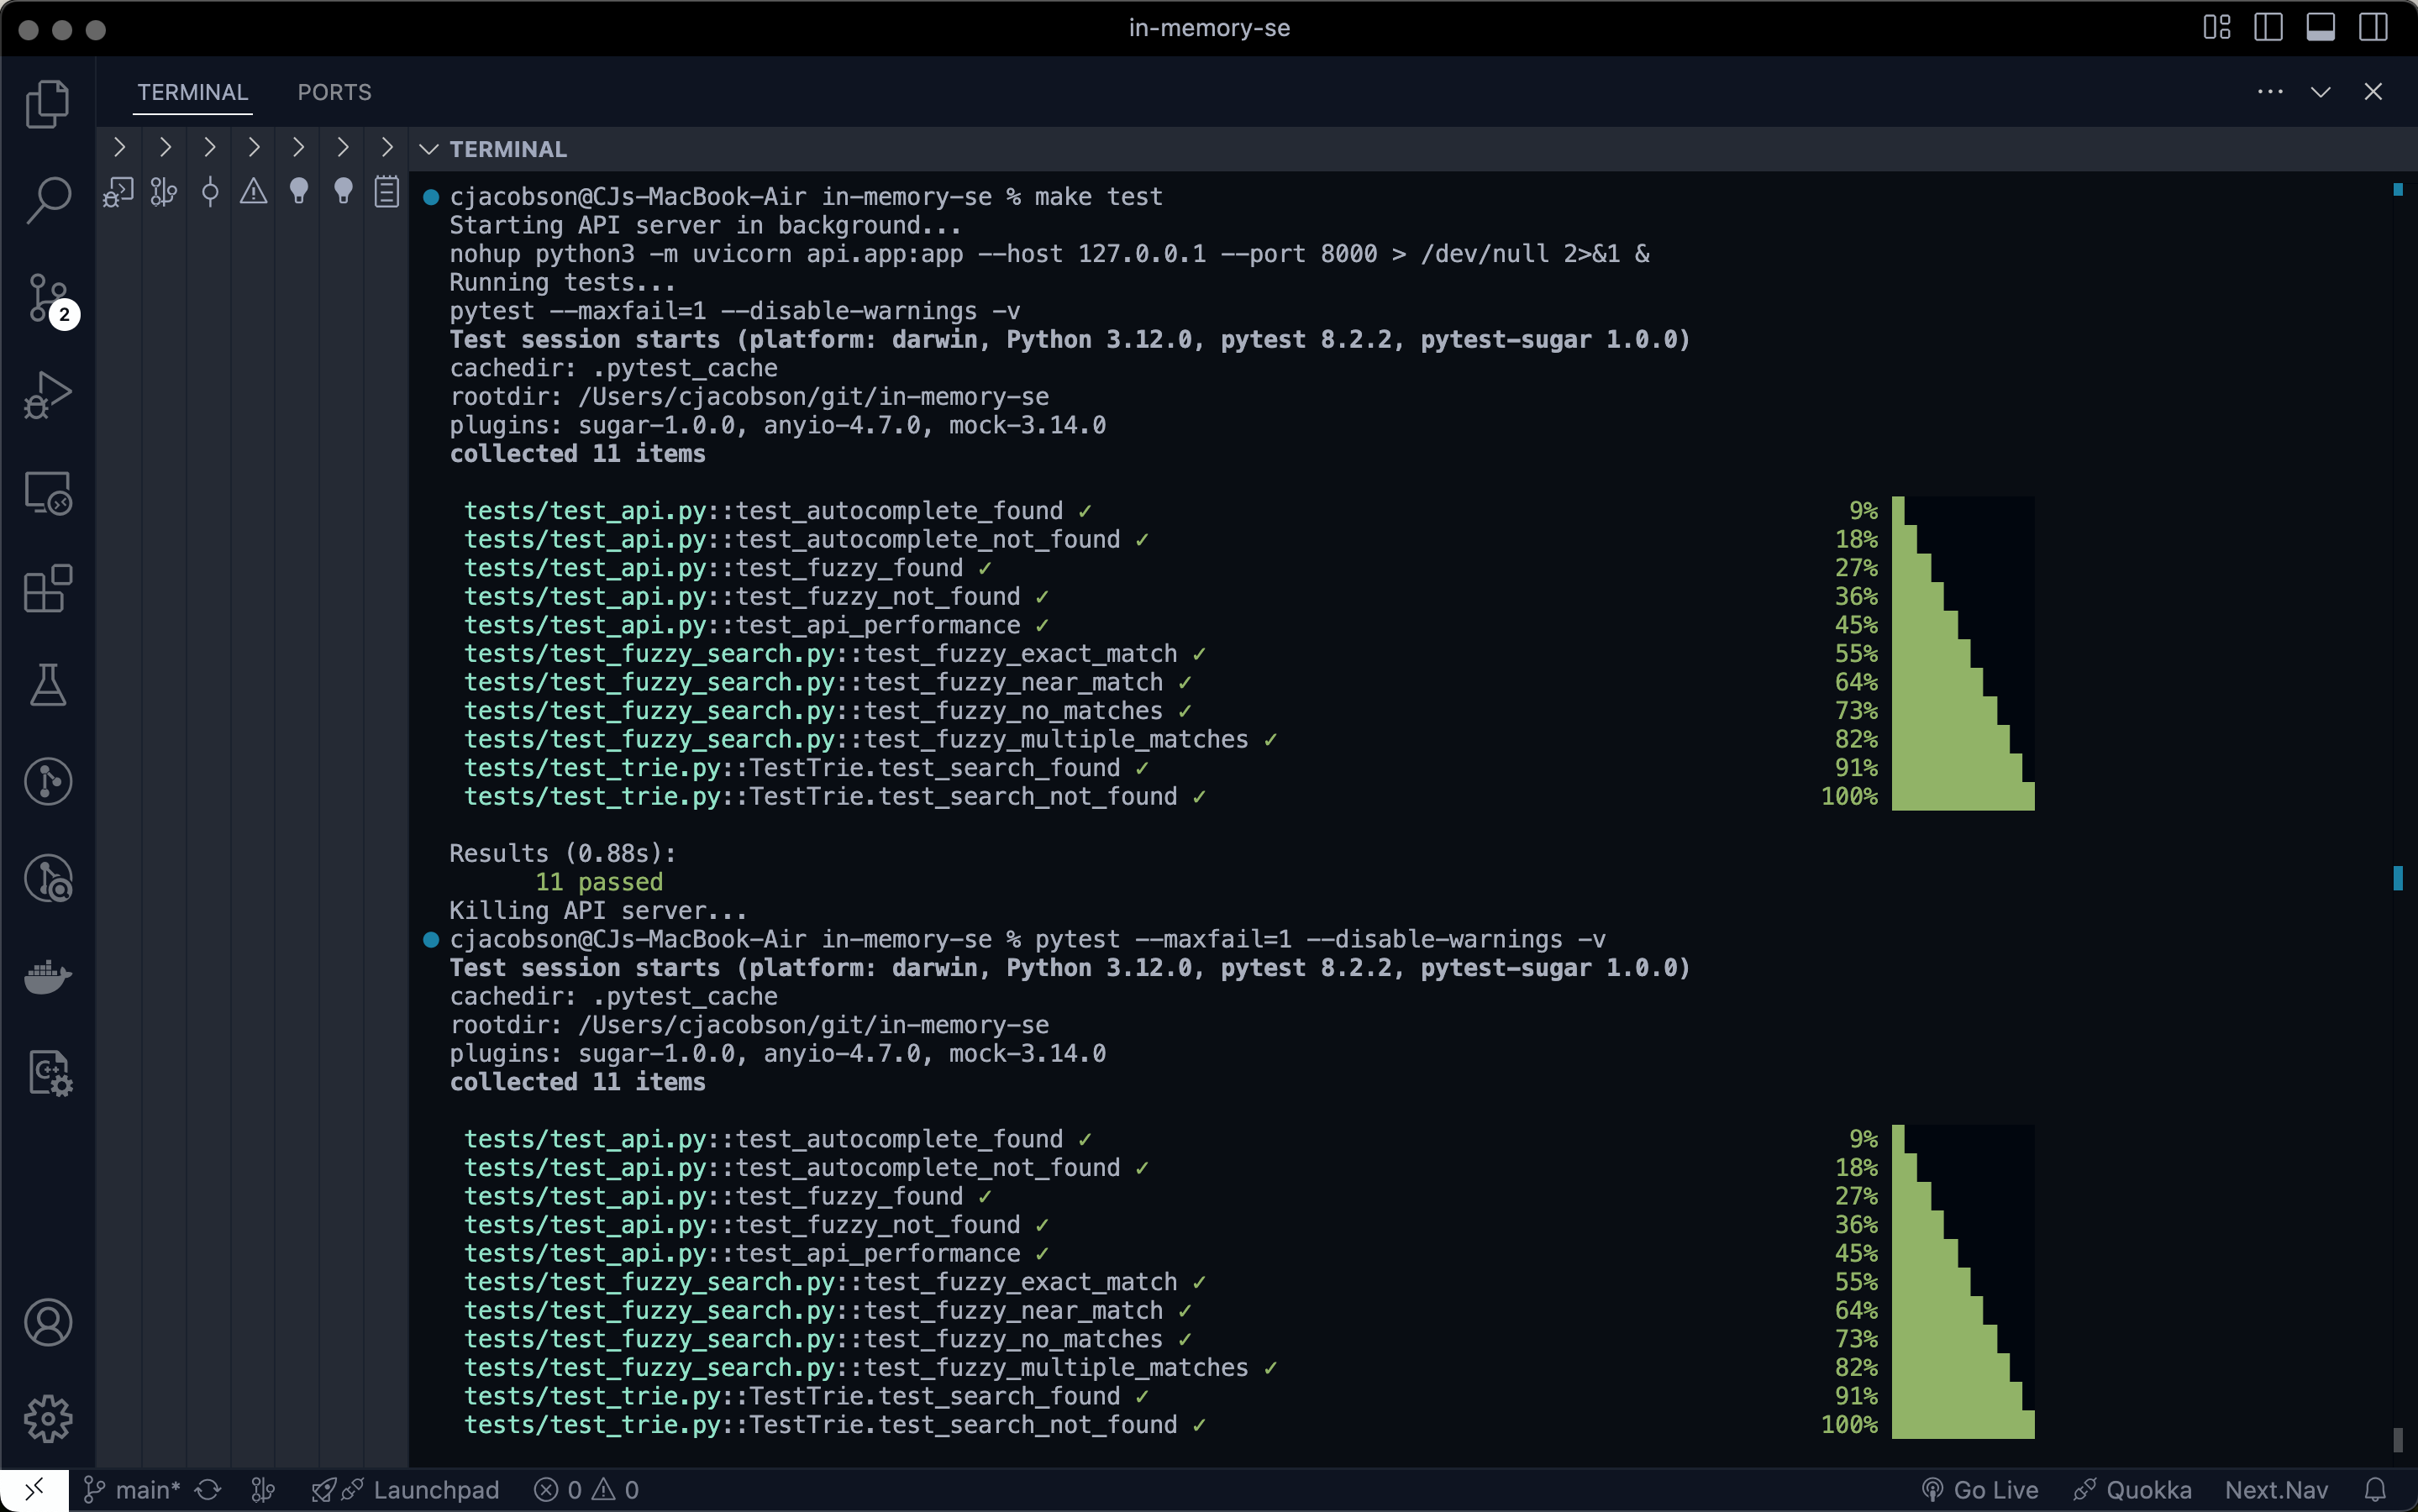 in-memory-se
TERMINAL
PORTS
TERMINAL
cjacobson@CJs-MacBook-Air in-memory-se % make test
Starting API server in background...
nohup python3 -m uvicorn api.app:app --host 127.0.0.1 --port 8000 > /dev/null 2>&1 &
Running tests...
pytest --maxfail=1 --disable-warnings -v
Test session starts (platform: darwin, Python 3.12.0, pytest 8.2.2, pytest-sugar 1.0.0)
cachedir: .pytest_cache
rootdir: /Users/cjacobson/git/in-memory-se
plugins: sugar-1.0.0, anyio-4.7.0, mock-3.14.0
collected 11 items
tests/test_api.py::test_autocomplete_found ✓ 9%
tests/test_api.py::test_autocomplete_not_found ✓ 18%
tests/test_api.py::test_fuzzy_found ✓ 27%
tests/test_api.py::test_fuzzy_not_found ✓ 36%
tests/test_api.py::test_api_performance ✓ 45%
tests/test_fuzzy_search.py::test_fuzzy_exact_match ✓ 55%
tests/test_fuzzy_search.py::test_fuzzy_near_match ✓ 64%
tests/test_fuzzy_search.py::test_fuzzy_no_matches ✓ 73%
tests/test_fuzzy_search.py::test_fuzzy_multiple_matches ✓ 82%
tests/test_trie.py::TestTrie.test_search_found ✓ 91%
tests/test_trie.py::TestTrie.test_search_not_found ✓ 100%
Results (0.88s):
11 passed
Killing API server...
cjacobson@CJs-MacBook-Air in-memory-se % pytest --maxfail=1 --disable-warnings -v
Test session starts (platform: darwin, Python 3.12.0, pytest 8.2.2, pytest-sugar 1.0.0)
cachedir: .pytest_cache
rootdir: /Users/cjacobson/git/in-memory-se
plugins: sugar-1.0.0, anyio-4.7.0, mock-3.14.0
collected 11 items
tests/test_api.py::test_autocomplete_found ✓ 9%
tests/test_api.py::test_autocomplete_not_found ✓ 18%
tests/test_api.py::test_fuzzy_found ✓ 27%
tests/test_api.py::test_fuzzy_not_found ✓ 36%
tests/test_api.py::test_api_performance ✓ 45%
tests/test_fuzzy_search.py::test_fuzzy_exact_match ✓ 55%
tests/test_fuzzy_search.py::test_fuzzy_near_match ✓ 64%
tests/test_fuzzy_search.py::test_fuzzy_no_matches ✓ 73%
tests/test_fuzzy_search.py::test_fuzzy_multiple_matches ✓ 82%
tests/test_trie.py::TestTrie.test_search_found ✓ 91%
tests/test_trie.py::TestTrie.test_search_not_found ✓ 100%
2
C++
main* Launchpad 0 0 Go Live Quokka Next.Nav